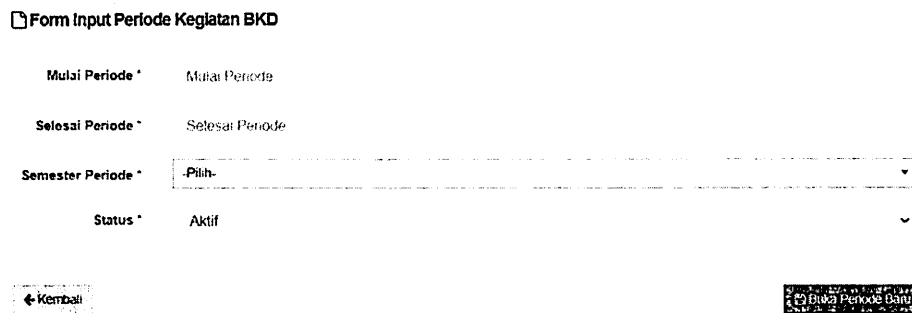 Form Input Periode Kegiatan BKD
Mulai Periode * Mulai Periode
Selesai Periode * Selesai Periode
Semester Periode * -Pilih-
Status * Aktif
Kembali Buka Periode Baru